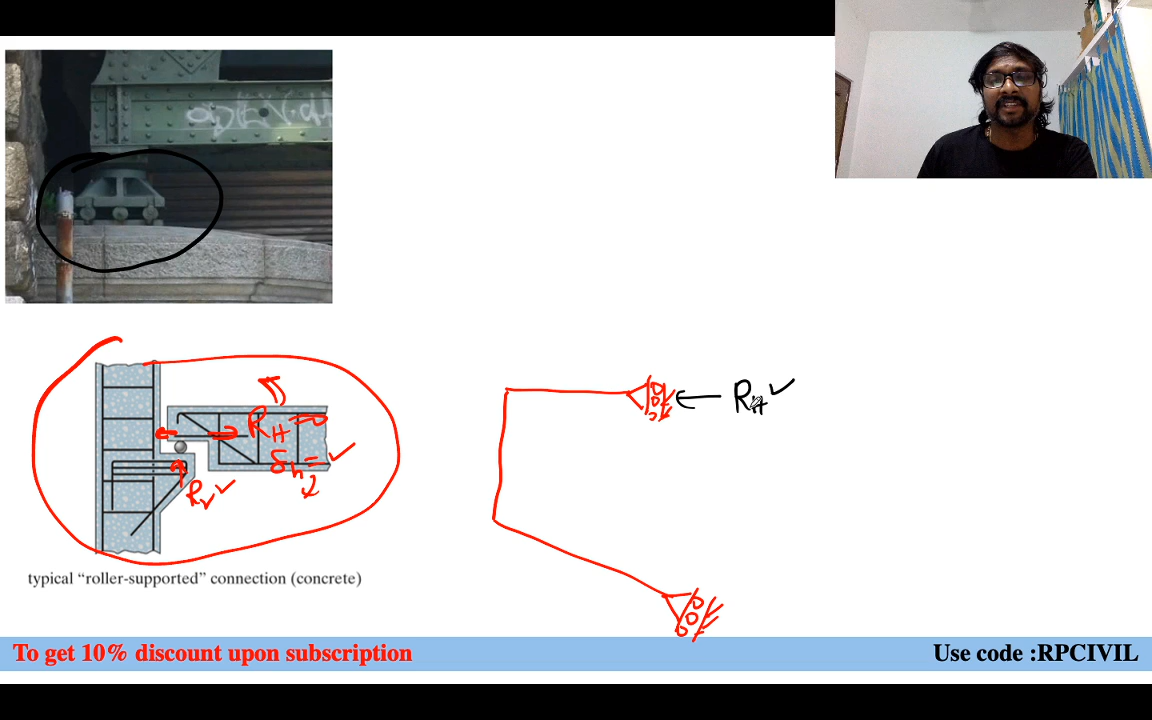 R_H = 0
δ_h = ✓
R_V ✓
typical “roller-supported” connection (concrete)
R_H ✓
To get 10% discount upon subscription
Use code :RPCIVIL